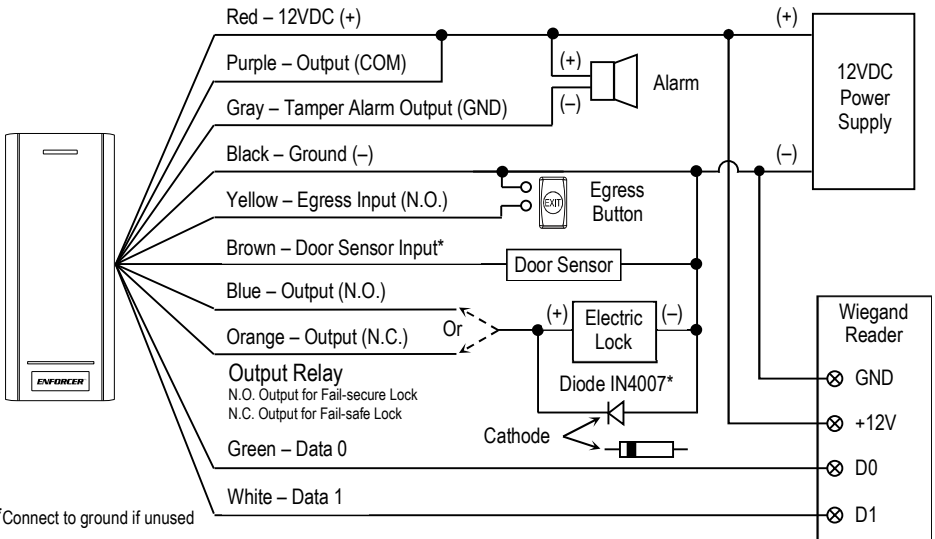 Red – 12VDC (+)
(+)
Purple – Output (COM)
(+)
Alarm
12VDC
Power
Supply
Gray – Tamper Alarm Output (GND)
(–)
Black – Ground (–)
(–)
Yellow – Egress Input (N.O.)
EXIT
Egress
Button
Brown – Door Sensor Input*
Door Sensor
Blue – Output (N.O.)
Or
(+)
Electric
Lock
(–)
Wiegand
Reader
Orange – Output (N.C.)
Output Relay
N.O. Output for Fail-secure Lock
N.C. Output for Fail-safe Lock
Diode IN4007*
Cathode
GND
+12V
ENFORCER
Green – Data 0
D0
White – Data 1
D1
*Connect to ground if unused